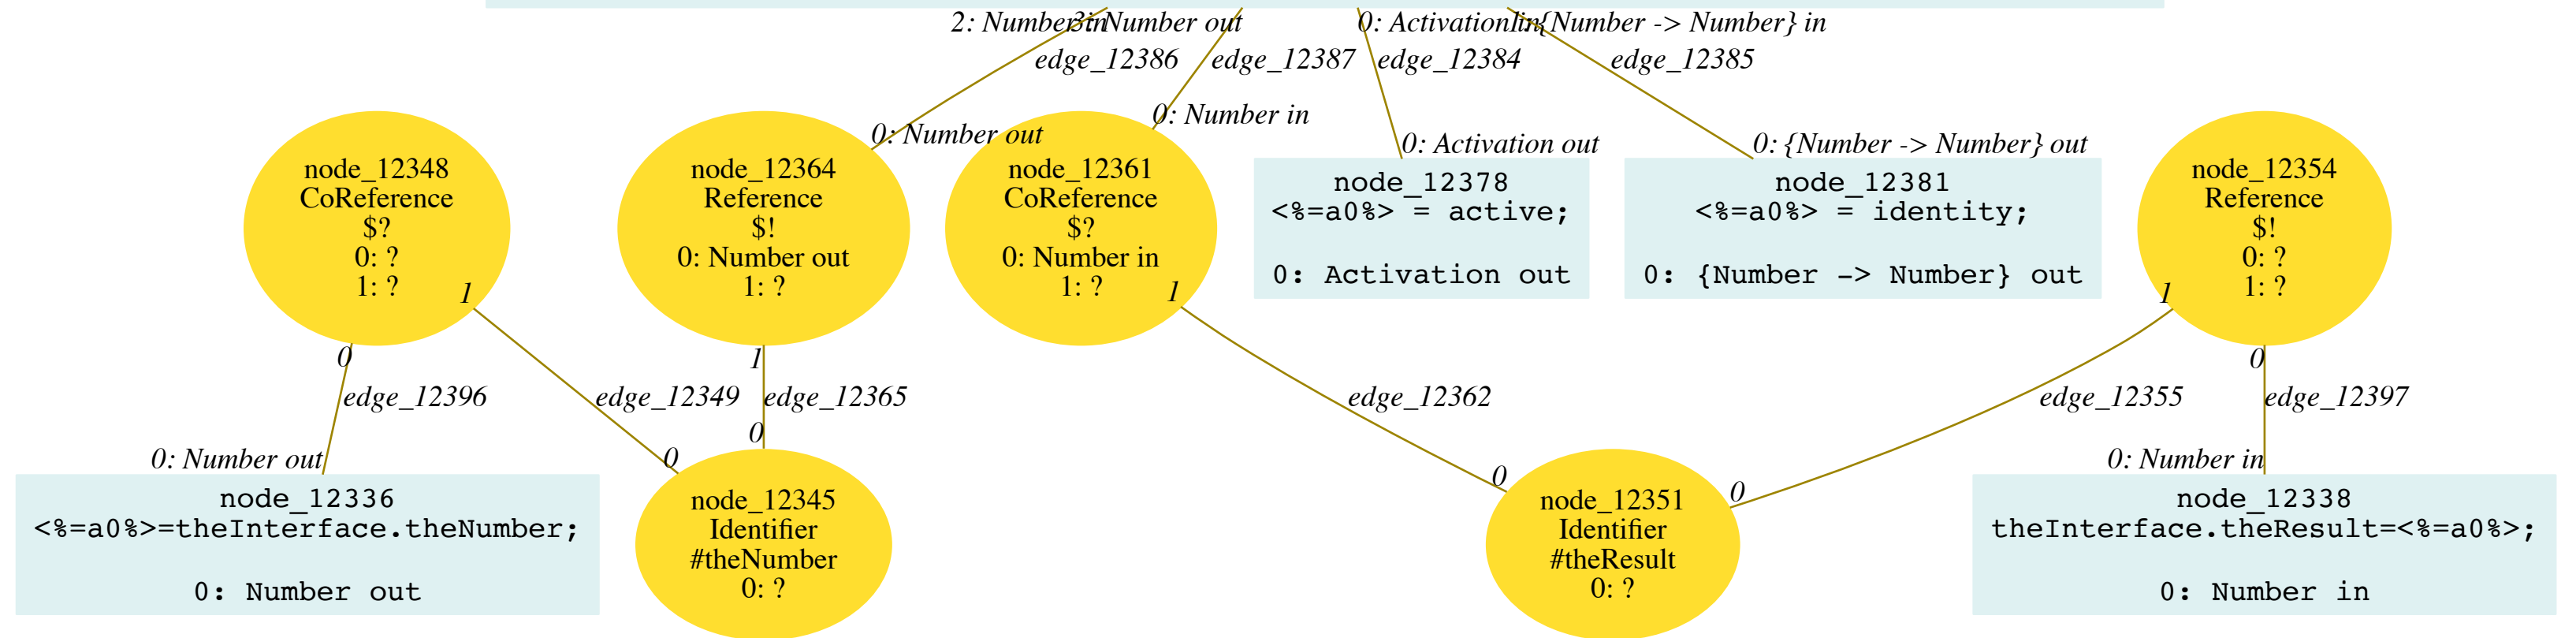 2: Number in
3: Number out
0: Activation in
1: {Number -> Number} in
edge_12386
edge_12387
edge_12384
edge_12385
0: Number out
0: Number in
0: Activation out
0: {Number -> Number} out
node_12348
CoReference
$?
0: ?
1: ?
1
node_12364
Reference
$!
0: Number out
1: ?
node_12361
CoReference
$?
0: Number in
1: ?
1
node_12378
<%=a0%> = active;
0: Activation out
node_12381
<%=a0%> = identity;
0: {Number -> Number} out
node_12354
Reference
$!
0: ?
1: ?
1
0
1
0
edge_12396
edge_12349
edge_12365
edge_12362
edge_12355
edge_12397
0: Number out
0
0
0
0
0: Number in
node_12336
<%=a0%>=theInterface.theNumber;
0: Number out
node_12345
Identifier
#theNumber
0: ?
node_12351
Identifier
#theResult
0: ?
node_12338
theInterface.theResult=<%=a0%>;
0: Number in